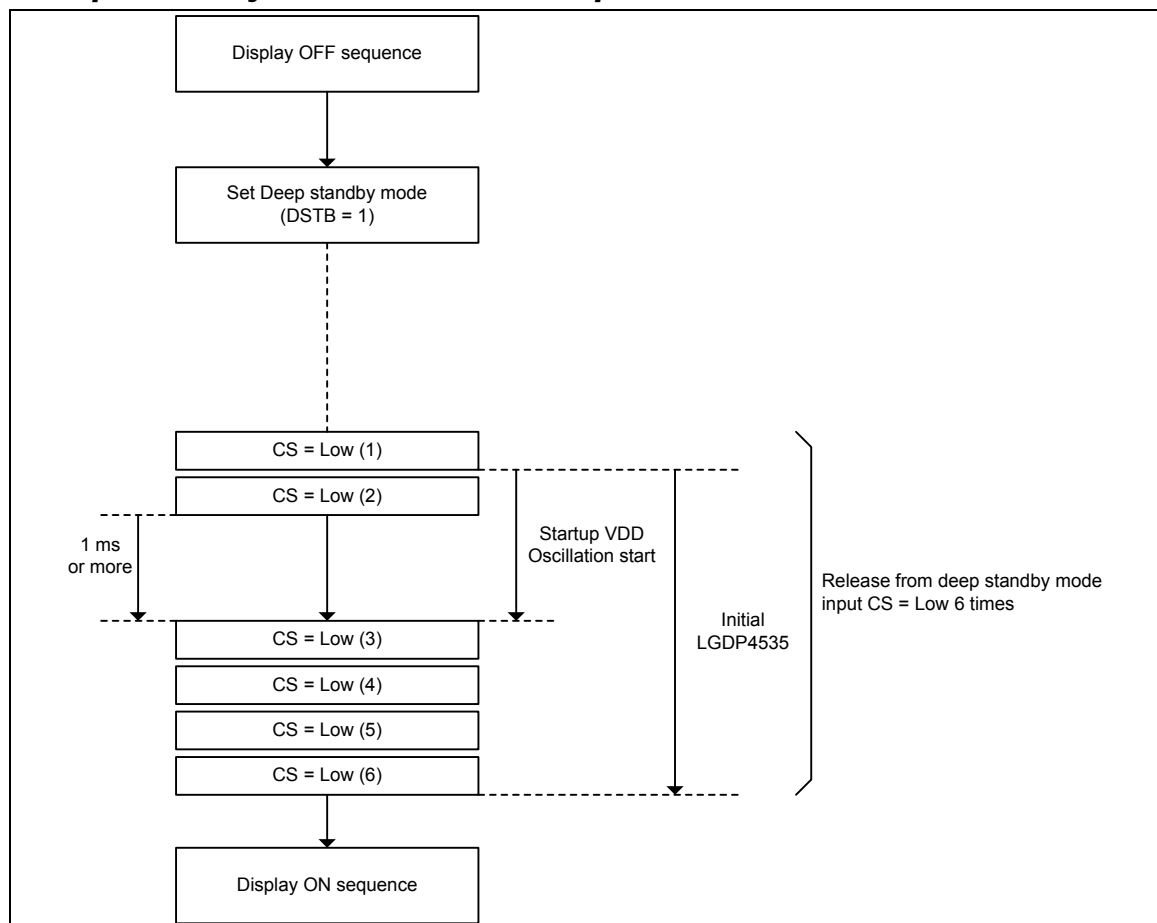 Display OFF sequence
Set Deep standby mode
(DSTB = 1)
CS = Low (1)
CS = Low (2)
1 ms
or more
Startup VDD
Oscillation start
Initial
LGDP4535
Release from deep standby mode
input CS = Low 6 times
CS = Low (3)
CS = Low (4)
CS = Low (5)
CS = Low (6)
Display ON sequence